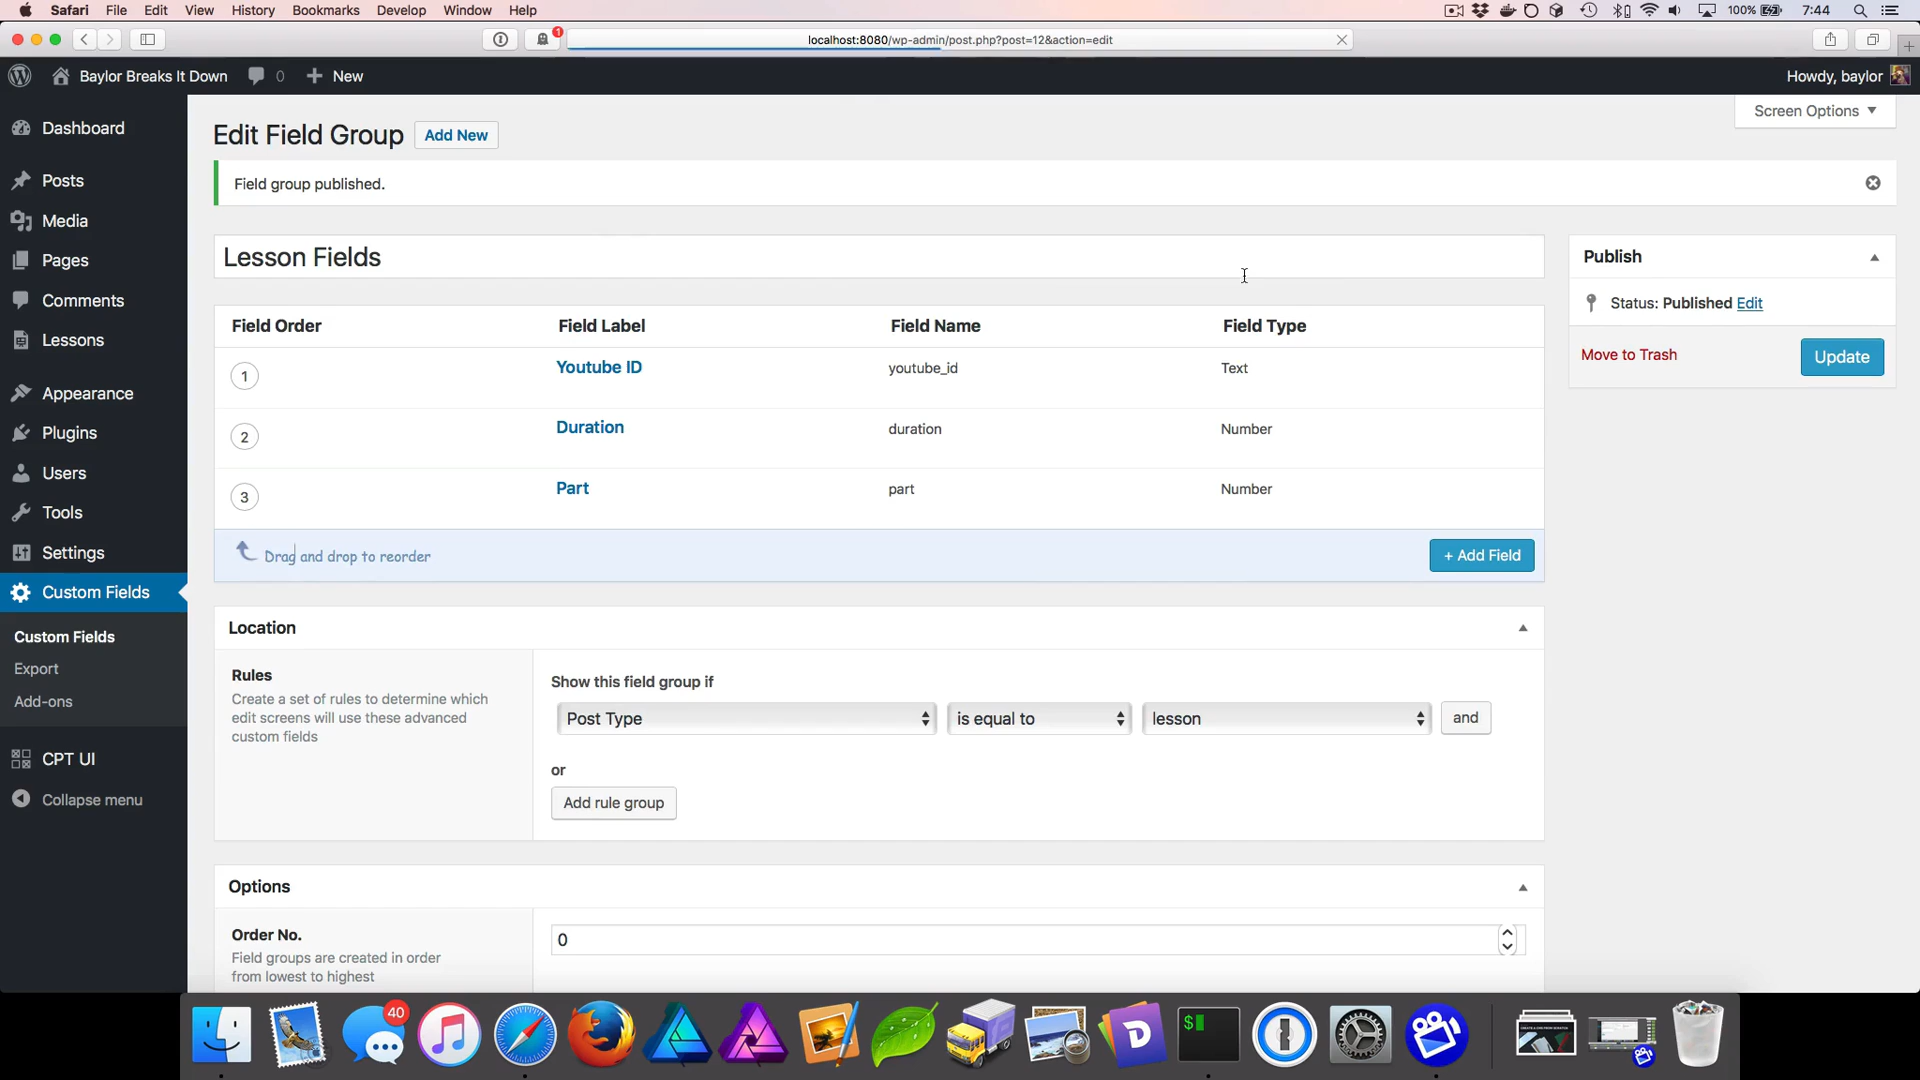 Safari File Edit View History Bookmarks Develop Window Help 100% 7:44
1 localhost:8080/wp-admin/post.php?post=12&action=edit
Baylor Breaks It Down 0 New Howdy, baylor
Screen Options
Dashboard
Posts
Media
Pages
Comments
Lessons
Appearance
Plugins
Users
Tools
Settings
Custom Fields
Custom Fields
Export
Add-ons
CPT UI
Collapse menu
Edit Field Group Add New
Field group published.
Lesson Fields
Field Order Field Label Field Name Field Type
1 Youtube ID youtube_id Text
2 Duration duration Number
3 Part part Number
Drag and drop to reorder + Add Field
Location
Rules
Create a set of rules to determine which
edit screens will use these advanced
custom fields
Show this field group if
Post Type is equal to lesson and
or
Add rule group
Options
Order No.
Field groups are created in order
from lowest to highest
0
Publish
Status: Published Edit
Move to Trash Update
40
D
$